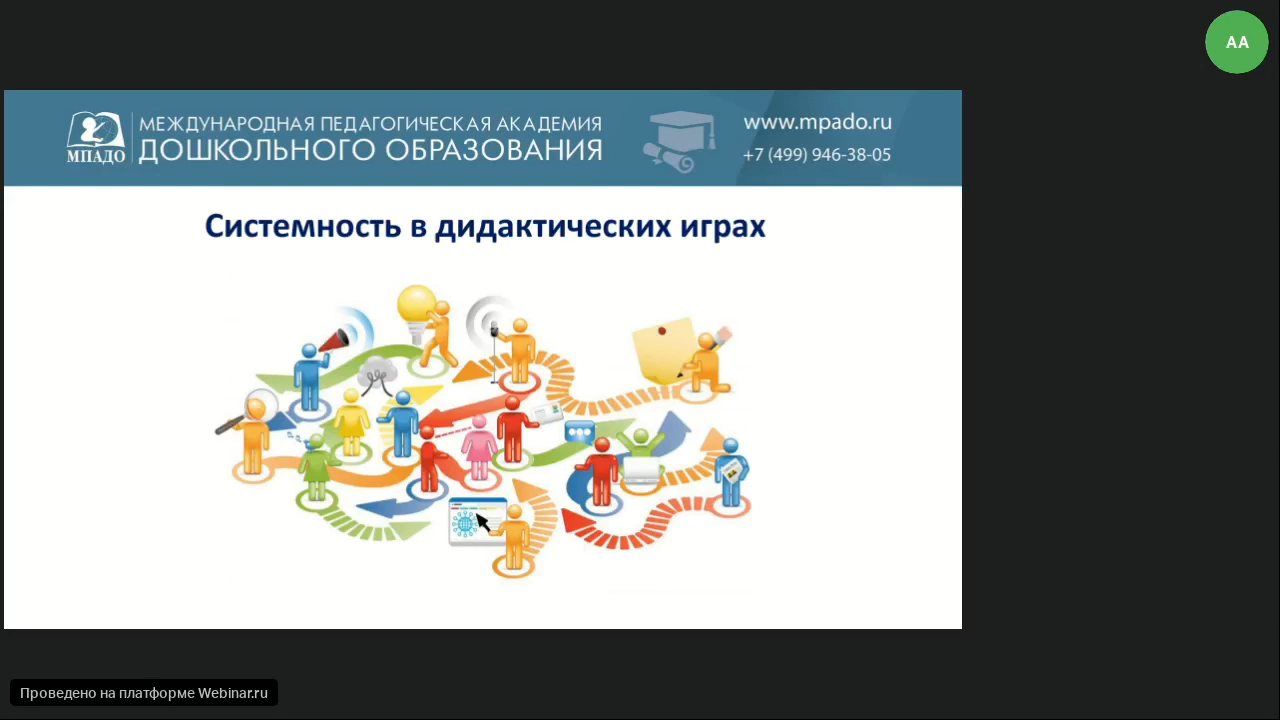 АА
МПАДО
МЕЖДУНАРОДНАЯ ПЕДАГОГИЧЕСКАЯ АКАДЕМИЯ
ДОШКОЛЬНОГО ОБРАЗОВАНИЯ
www.mpado.ru
+7 (499) 946-38-05
Системность в дидактических играх
Проведено на платформе Webinar.ru